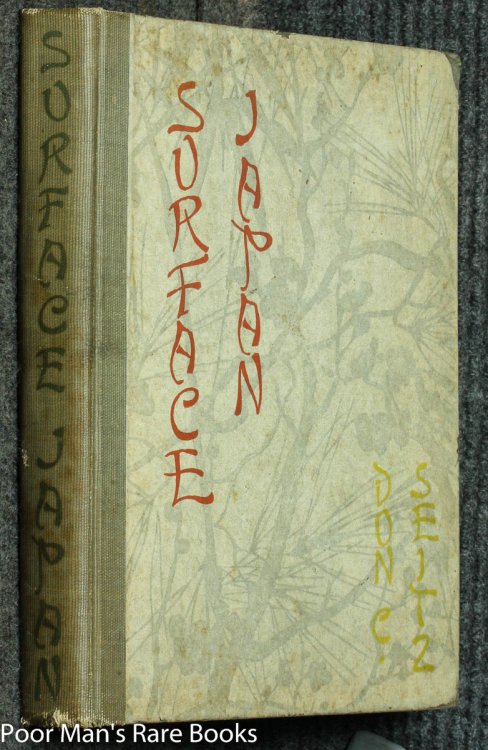 SURFACE JAPAN
SURFACE
JAPAN
DON C.
SEITZ
Poor Man's Rare Books